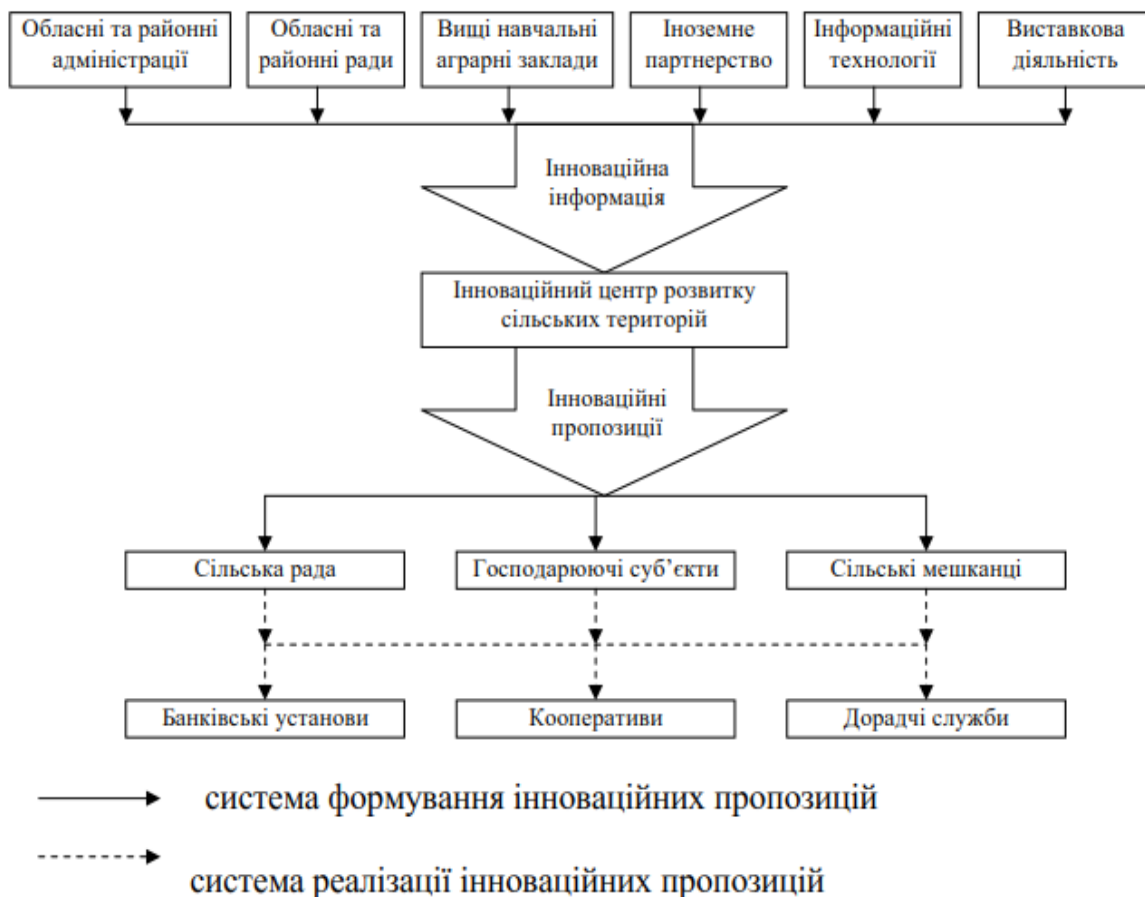 Обласні та районні
адміністрації
Обласні та
районні ради
Вищі навчальні
аграрні заклади
Іноземне
партнерство
Інформаційні
технології
Виставкова
діяльність
Інноваційна
інформація
Інноваційний центр розвитку
сільських територій
Інноваційні
пропозиції
Сільська рада
Господарюючі суб’єкти
Сільські мешканці
Банківські установи
Кооперативи
Дорадчі служби
система формування інноваційних пропозицій
система реалізації інноваційних пропозицій